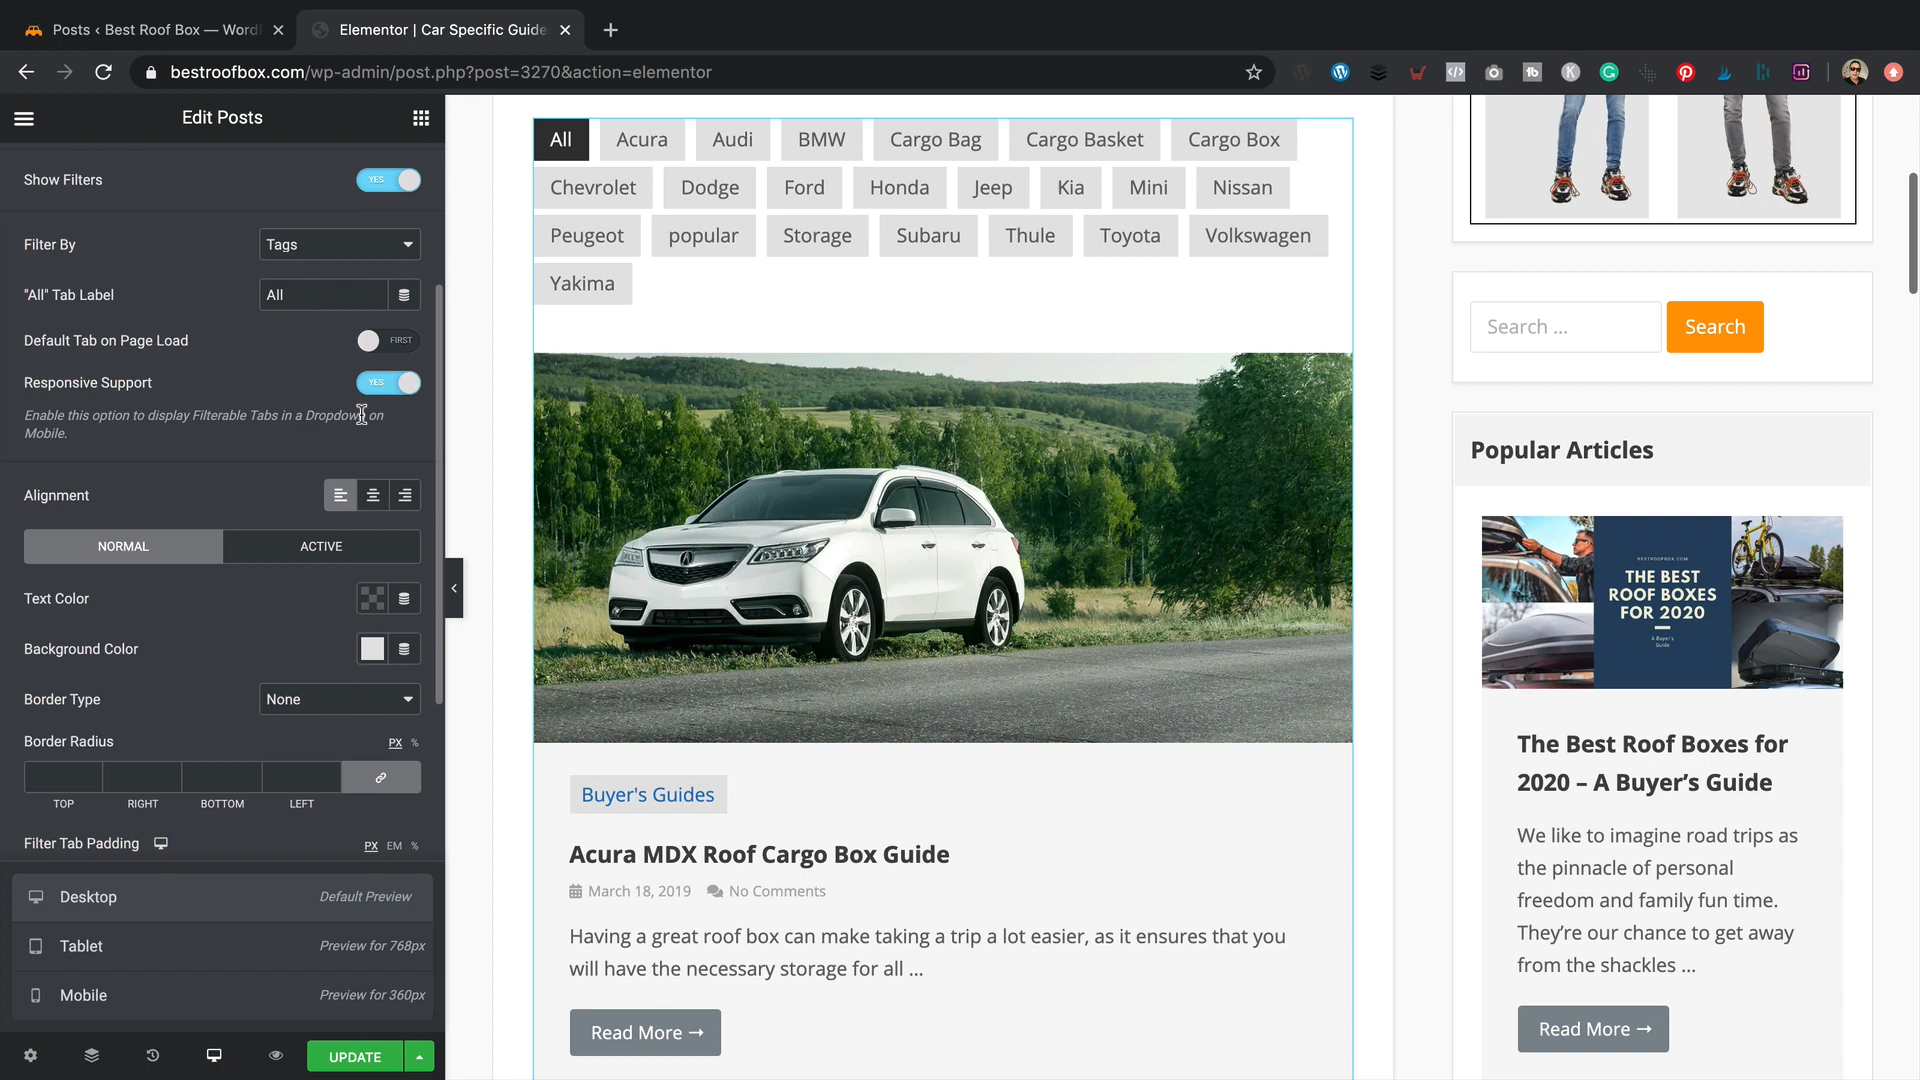 Posts ‹ Best Roof Box — Word
Elementor | Car Specific Guide
bestroofbox.com/wp-admin/post.php?post=3270&action=elementor
Edit Posts
Show Filters
YES
Filter By
Tags
"All" Tab Label
All
Default Tab on Page Load
FIRST
Responsive Support
YES
Enable this option to display Filterable Tabs in a Dropdown on
Mobile.
Alignment
NORMAL
ACTIVE
Text Color
Background Color
Border Type
None
Border Radius
PX %
TOP RIGHT BOTTOM LEFT
Filter Tab Padding
PX EM %
Desktop
Default Preview
Tablet
Preview for 768px
Mobile
Preview for 360px
UPDATE
All Acura Audi BMW Cargo Bag Cargo Basket Cargo Box
Chevrolet Dodge Ford Honda Jeep Kia Mini Nissan
Peugeot popular Storage Subaru Thule Toyota Volkswagen
Yakima
Buyer's Guides
Acura MDX Roof Cargo Box Guide
March 18, 2019 No Comments
Having a great roof box can make taking a trip a lot easier, as it ensures that you
will have the necessary storage for all ...
Read More →
Search ...
Search
Popular Articles
BESTROOFBOX.COM
THE BEST
ROOF BOXES
FOR 2020
A Buyer's
Guide
The Best Roof Boxes for
2020 – A Buyer’s Guide
We like to imagine road trips as
the pinnacle of personal
freedom and family fun time.
They’re our chance to get away
from the shackles ...
Read More →